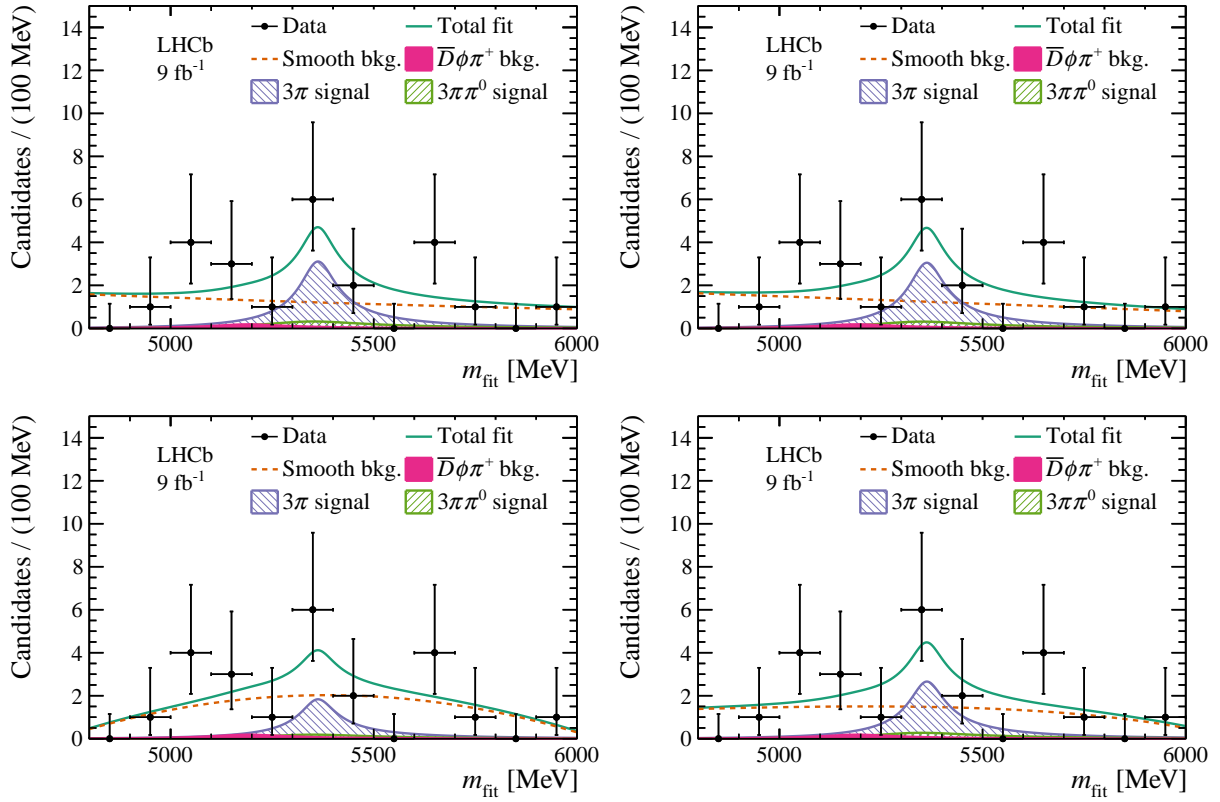 Candidates / (100 MeV)
14
12
10
8
6
4
2
0
LHCb
9 fb⁻¹
Data
Total fit
Smooth bkg.
D̅ϕπ⁺ bkg.
3π signal
3ππ⁰ signal
5000
5500
6000
m_fit [MeV]
Candidates / (100 MeV)
14
12
10
8
6
4
2
0
LHCb
9 fb⁻¹
Data
Total fit
Smooth bkg.
D̅ϕπ⁺ bkg.
3π signal
3ππ⁰ signal
5000
5500
6000
m_fit [MeV]
Candidates / (100 MeV)
14
12
10
8
6
4
2
0
LHCb
9 fb⁻¹
Data
Total fit
Smooth bkg.
D̅ϕπ⁺ bkg.
3π signal
3ππ⁰ signal
5000
5500
6000
m_fit [MeV]
Candidates / (100 MeV)
14
12
10
8
6
4
2
0
LHCb
9 fb⁻¹
Data
Total fit
Smooth bkg.
D̅ϕπ⁺ bkg.
3π signal
3ππ⁰ signal
5000
5500
6000
m_fit [MeV]